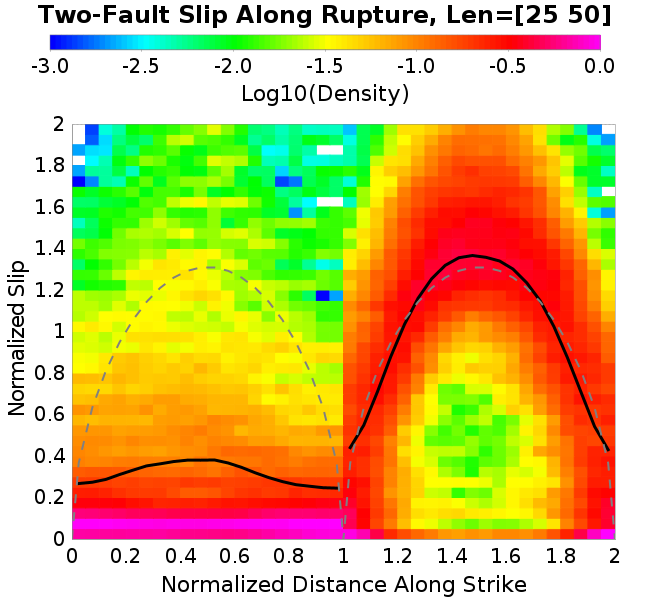 Two-Fault Slip Along Rupture, Len=[25 50]
-3.0 -2.5 -2.0 -1.5 -1.0 -0.5 0.0
Log10(Density)
2
1.8
1.6
1.4
1.2
1
0.8
0.6
0.4
0.2
0
Normalized Slip
0 0.2 0.4 0.6 0.8 1 1.2 1.4 1.6 1.8 2
Normalized Distance Along Strike